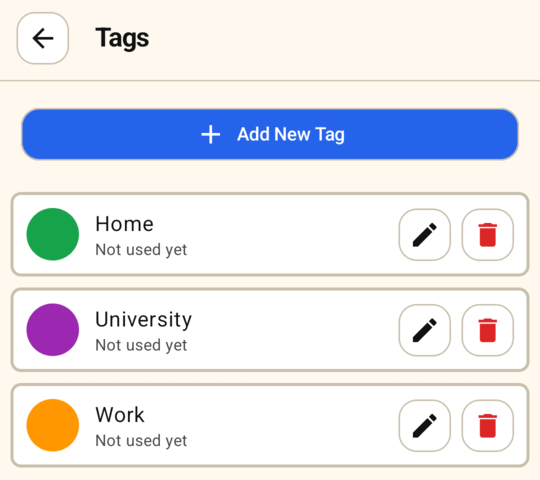 Tags
Add New Tag
Home
Not used yet
University
Not used yet
Work
Not used yet